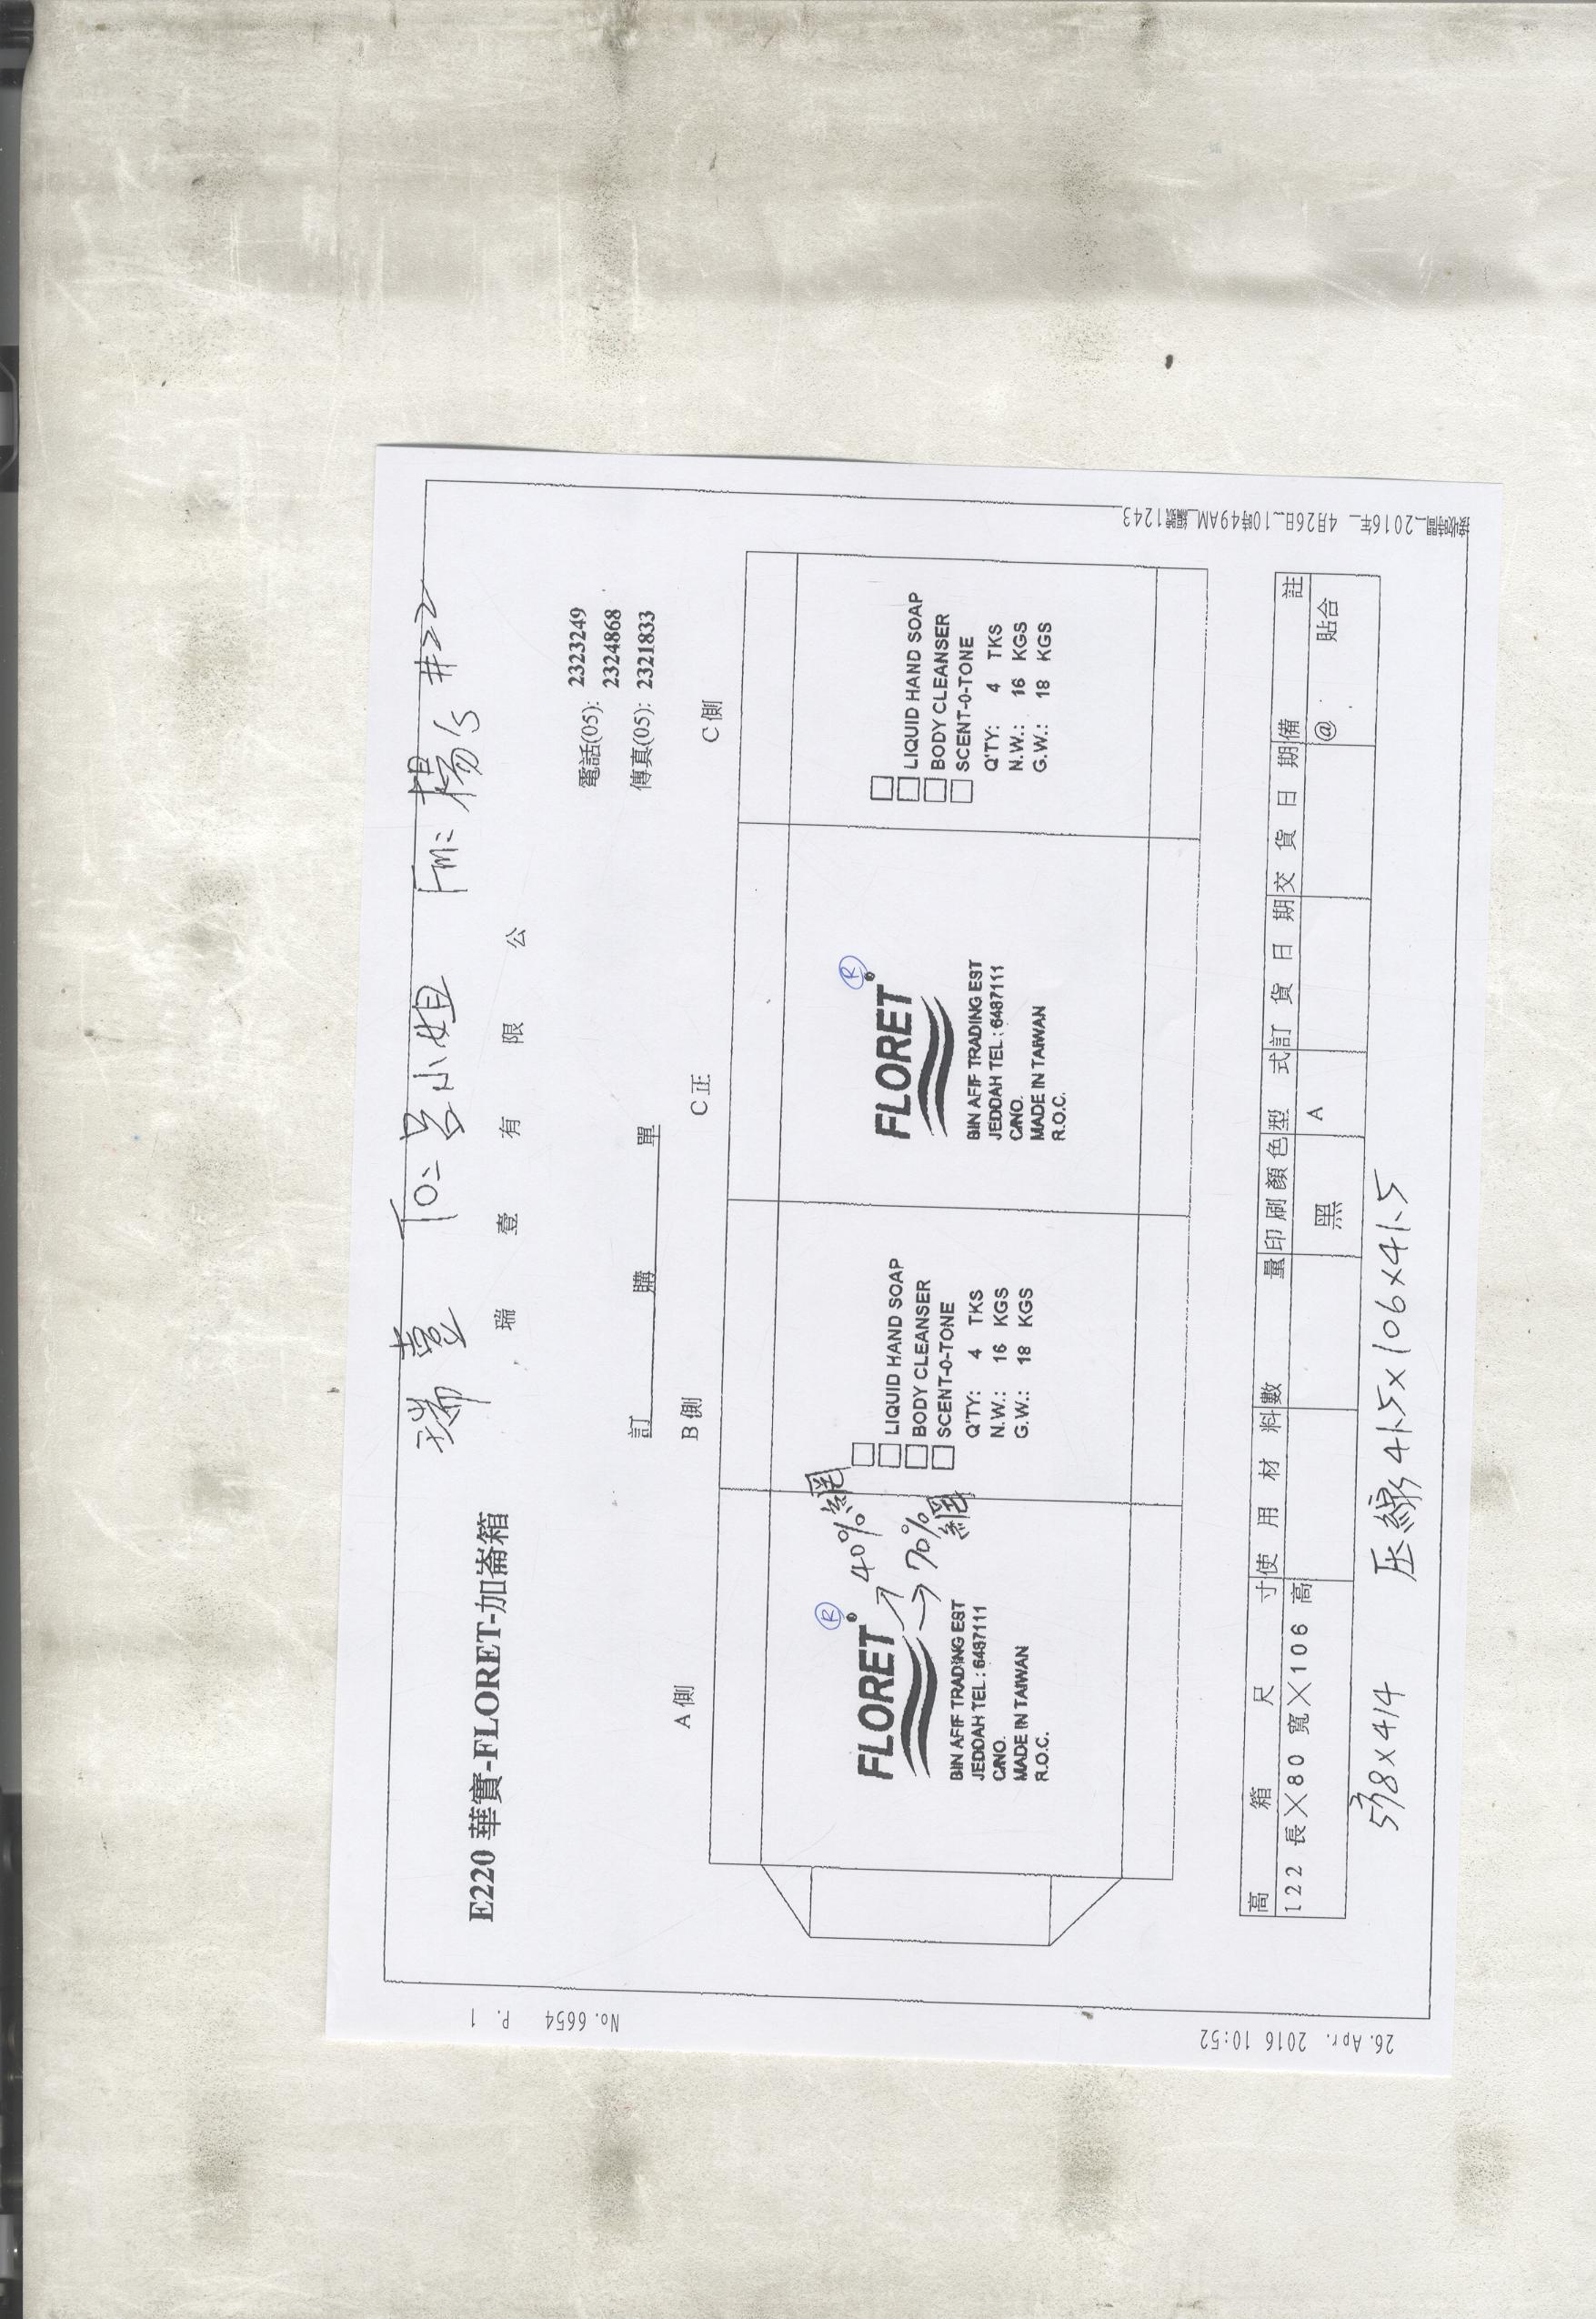 瑞壹 To: 呂小姐 Fm: 楊's #22
E220 華實-FLORET-加崙箱
瑞 壹 有 限 公
電話(05): 2323249
2324868
傳真(05): 2321833
訂 購 單
A 側 B 側 C 正 C 側
®
FLORET
40%網
70%網
BIN AFIF TRADING EST
JEDDAH TEL : 6487111
C/NO.
MADE IN TAIWAN
R.O.C.
LIQUID HAND SOAP
BODY CLEANSER
SCENT-0-TONE
Q'TY: 4 TKS
N.W.: 16 KGS
G.W.: 18 KGS
®
FLORET
BIN AFIF TRADING EST
JEDDAH TEL : 6487111
C/NO.
MADE IN TAIWAN
R.O.C.
LIQUID HAND SOAP
BODY CLEANSER
SCENT-0-TONE
Q'TY: 4 TKS
N.W.: 16 KGS
G.W.: 18 KGS
高 箱 尺 寸 使 用 材 料 數 量 印 刷 顏 色 型 式 訂 貨 日 期 交 貨 日 期 備 註
122 長×80 寬×106 高 黑 A @ 貼合
×414 压線 41.5×106×41.5
No. 6654 P. 1
26. Apr. 2016 10:52
接收時間_2016年_ 4月26日_10時49AM_編號1243